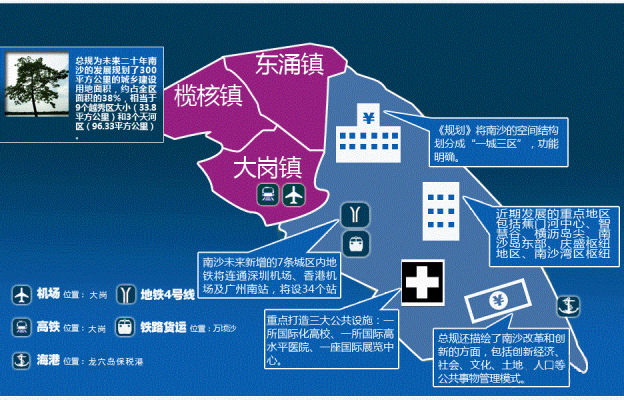 总规为未来二十年南
沙的发展规划了300
平方公里的城乡建设
用地面积，约占全区
面积的38%，相当于
9个越秀区大小（33.8
平方公里）和3个天河
区（96.33平方公里）
。
东涌镇
榄核镇
大岗镇
¥
《规划》将南沙的空间结构
划分成“一城三区”，功能
明确。
近期发展的重点地区
包括蕉门河中心、智
慧谷、横沥岛尖、南
沙岛东部、庆盛枢纽
地区、南沙湾区枢纽
南沙未来新增的7条城区内地
铁将连通深圳机场、香港机
场及广州南站，将设34个站
重点打造三大公共设施：一
所国际化高校、一所国际高
水平医院、一座国际展览中
心。
¥
总规还描绘了南沙改革和创
新的方面，包括创新经济、
社会、文化、土地、人口等
公共事物管理模式。
机场 位置：大岗
地铁4号线
高铁 位置：大岗
铁路货运 位置：万顷沙
海港 位置：龙穴岛保税港